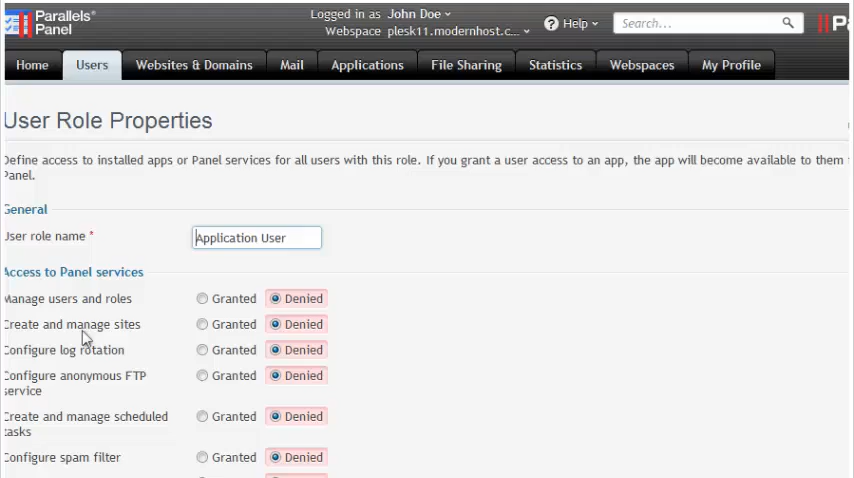 Parallels®
Panel
Logged in as John Doe
Webspace plesk11.modernhost.c...
Help
Search...
Home
Users
Websites & Domains
Mail
Applications
File Sharing
Statistics
Webspaces
My Profile
User Role Properties
Define access to installed apps or Panel services for all users with this role. If you grant a user access to an app, the app will become available to them
Panel.
General
User role name *
Application User
Access to Panel services
Manage users and roles Granted Denied
Create and manage sites Granted Denied
Configure log rotation Granted Denied
Configure anonymous FTP
service
Granted Denied
Create and manage scheduled
tasks
Granted Denied
Configure spam filter Granted Denied